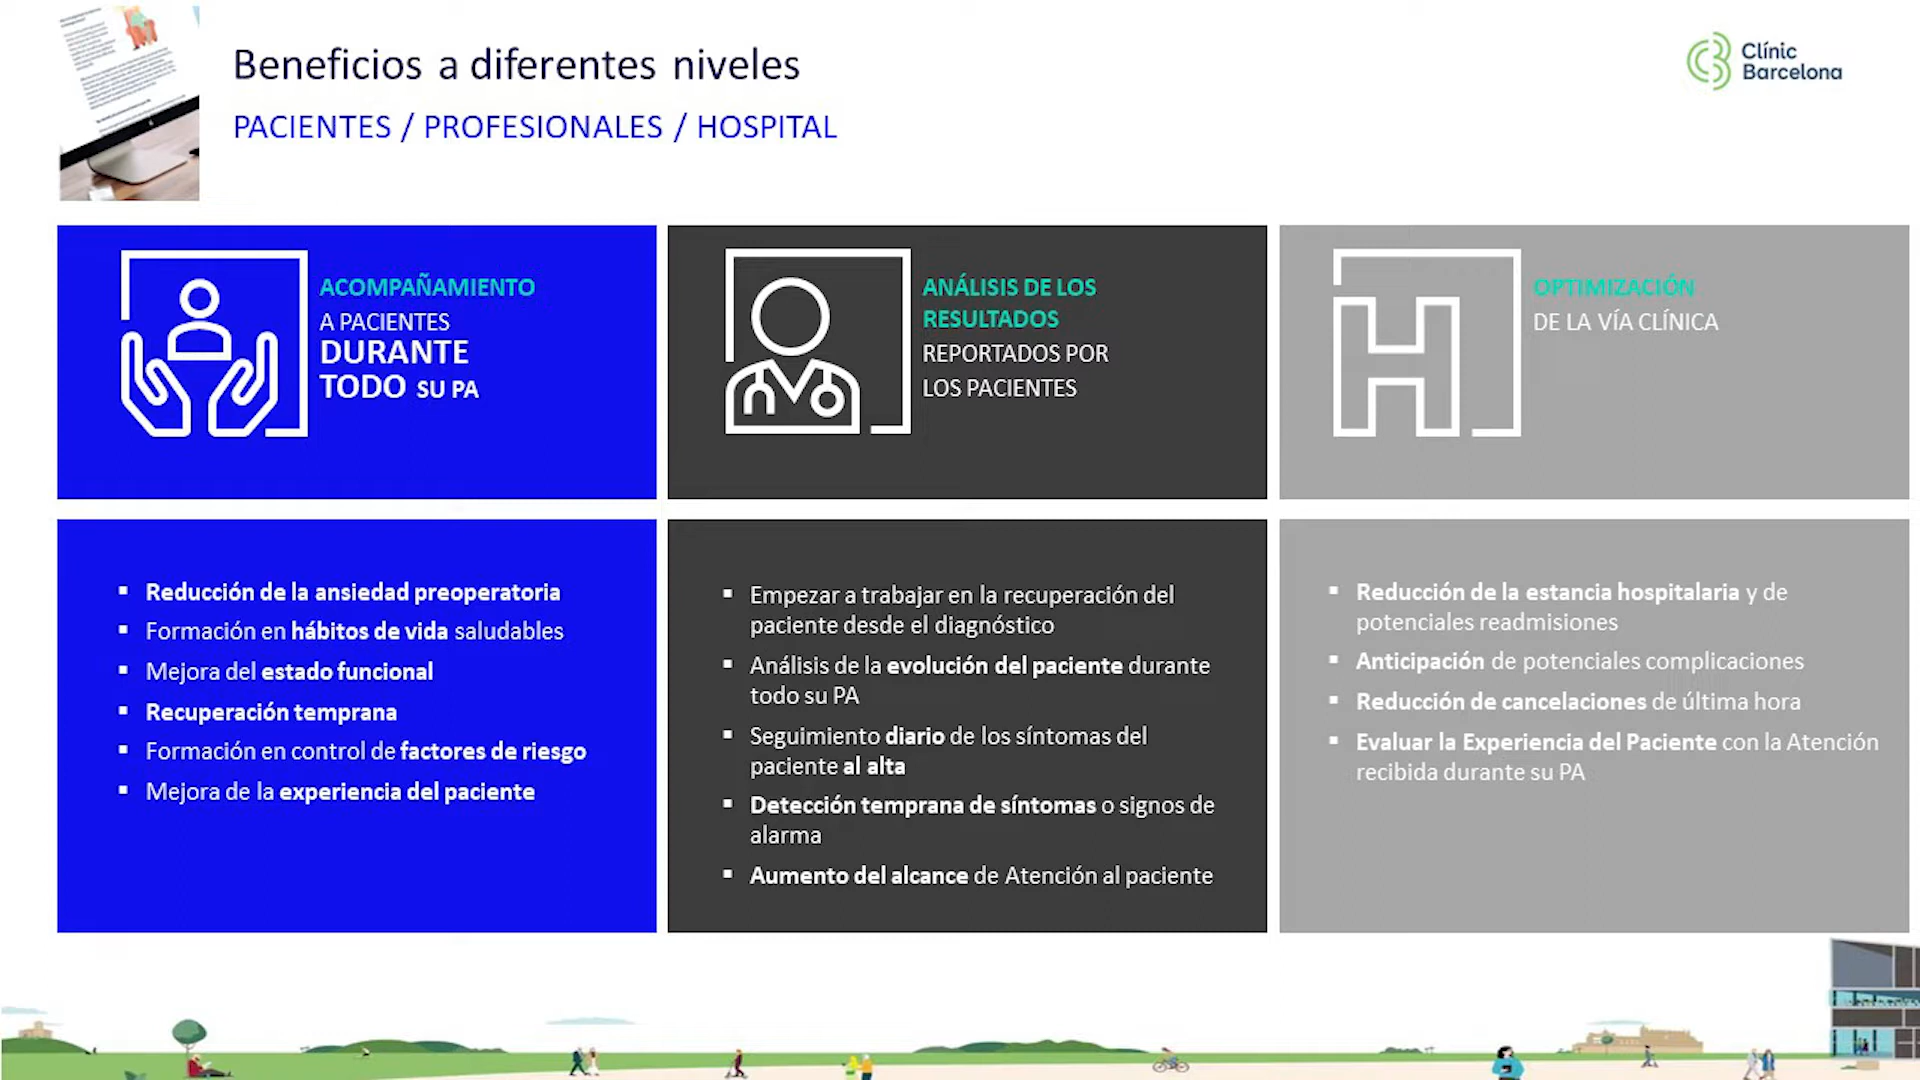 Beneficios a diferentes niveles
PACIENTES / PROFESIONALES / HOSPITAL
Clínic
Barcelona
ACOMPAÑAMIENTO
A PACIENTES
DURANTE
TODO SU PA
ANÁLISIS DE LOS
RESULTADOS
REPORTADOS POR
LOS PACIENTES
OPTIMIZACIÓN
DE LA VÍA CLÍNICA
▪ Reducción de la ansiedad preoperatoria
▪ Formación en hábitos de vida saludables
▪ Mejora del estado funcional
▪ Recuperación temprana
▪ Formación en control de factores de riesgo
▪ Mejora de la experiencia del paciente
▪ Empezar a trabajar en la recuperación del
paciente desde el diagnóstico
▪ Análisis de la evolución del paciente durante
todo su PA
▪ Seguimiento diario de los síntomas del
paciente al alta
▪ Detección temprana de síntomas o signos de
alarma
▪ Aumento del alcance de Atención al paciente
▪ Reducción de la estancia hospitalaria y de
potenciales readmisiones
▪ Anticipación de potenciales complicaciones
▪ Reducción de cancelaciones de última hora
▪ Evaluar la Experiencia del Paciente con la Atención
recibida durante su PA